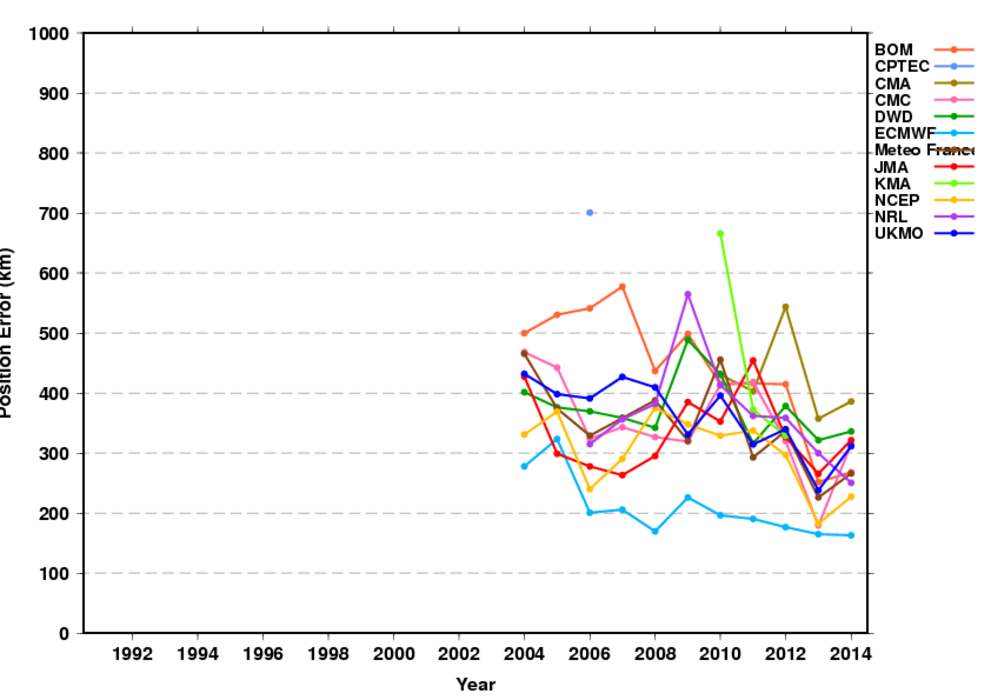 1000
900
800
700
600
500
400
300
200
100
0
Position Error (km)
1992 1994 1996 1998 2000 2002 2004 2006 2008 2010 2012 2014
Year
BOM
CPTEC
CMA
CMC
DWD
ECMWF
Meteo France
JMA
KMA
NCEP
NRL
UKMO